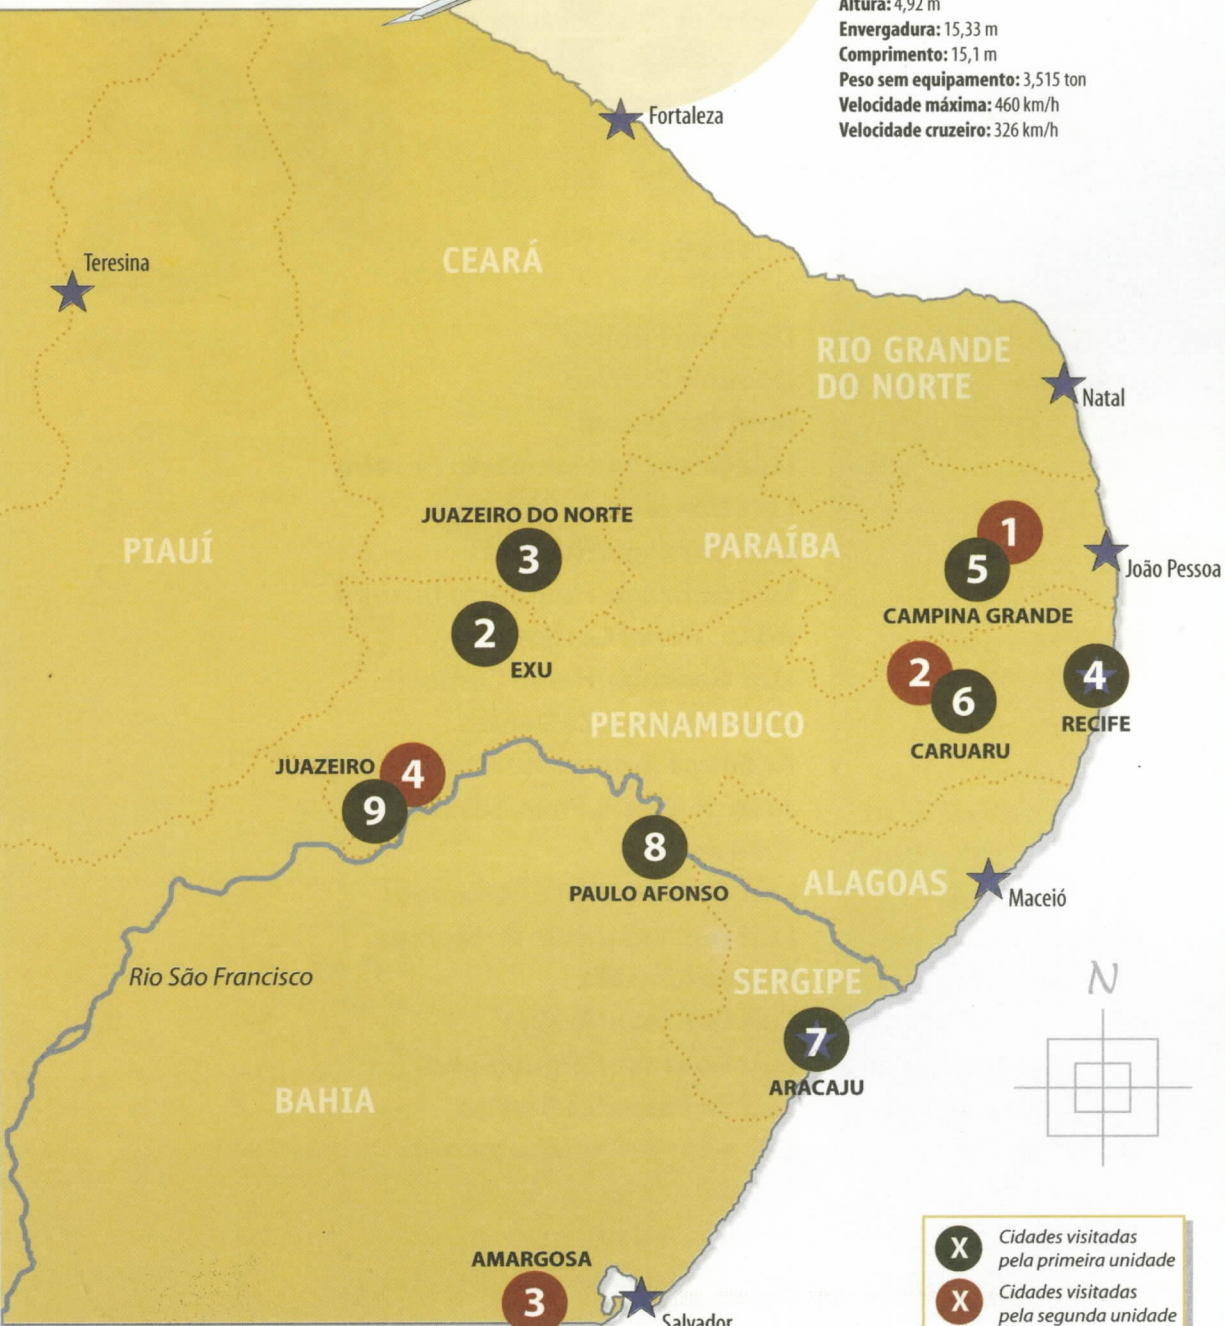 Altura: 4,92 m
Envergadura: 15,33 m
Comprimento: 15,1 m
Peso sem equipamento: 3,515 ton
Velocidade máxima: 460 km/h
Velocidade cruzeiro: 326 km/h
Fortaleza
Teresina
CEARÁ
RIO GRANDE
DO NORTE
Natal
JUAZEIRO DO NORTE
3
PIAUÍ
PARAÍBA
1
5
CAMPINA GRANDE
João Pessoa
2
EXU
2
6
CARUARU
4
RECIFE
PERNAMBUCO
JUAZEIRO
4
9
8
PAULO AFONSO
ALAGOAS
Maceió
Rio São Francisco
SERGIPE
N
7
ARACAJU
BAHIA
AMARGOSA
3
Salvador
X
Cidades visitadas
pela primeira unidade
X
Cidades visitadas
pela segunda unidade